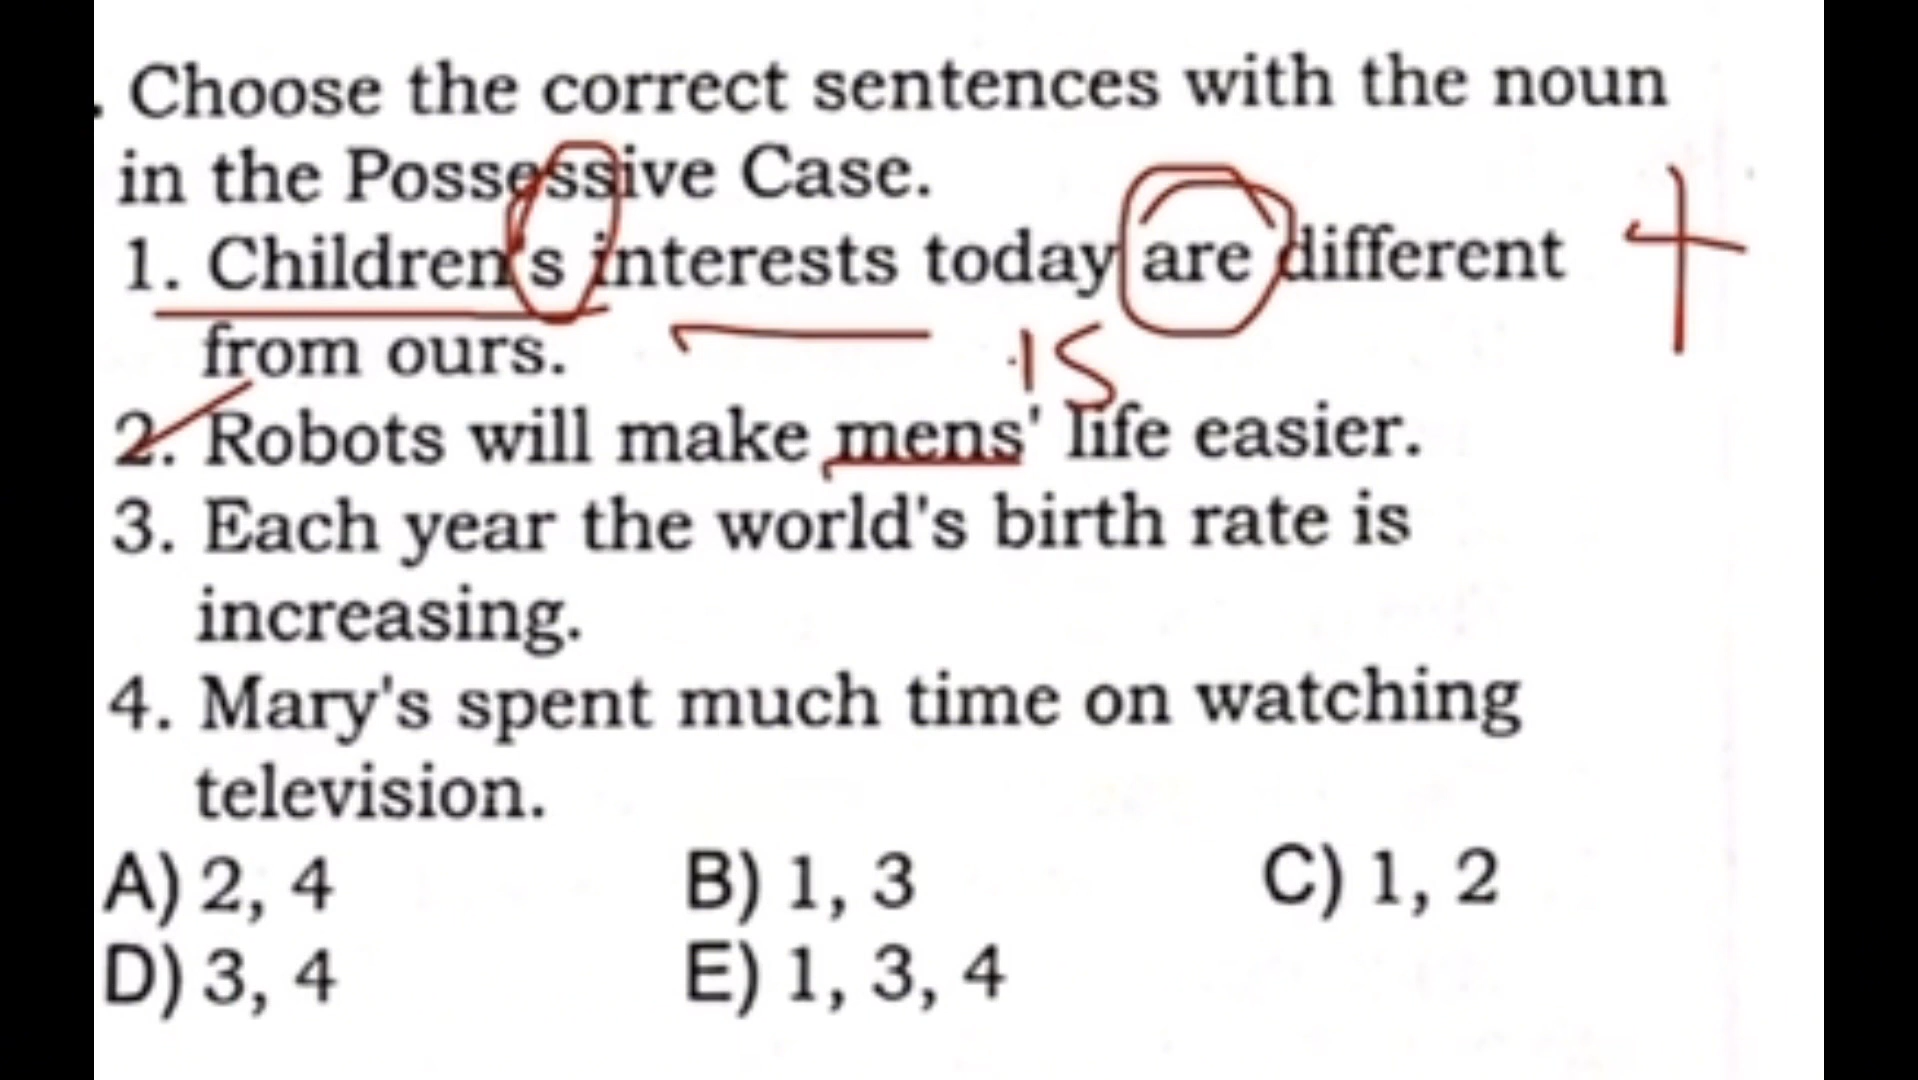 . Choose the correct sentences with the noun
in the Possessive Case.
1. Children's interests today are different
from ours.
is
2. Robots will make mens' life easier.
3. Each year the world's birth rate is
increasing.
4. Mary's spent much time on watching
television.
A) 2, 4 B) 1, 3 C) 1, 2
D) 3, 4 E) 1, 3, 4